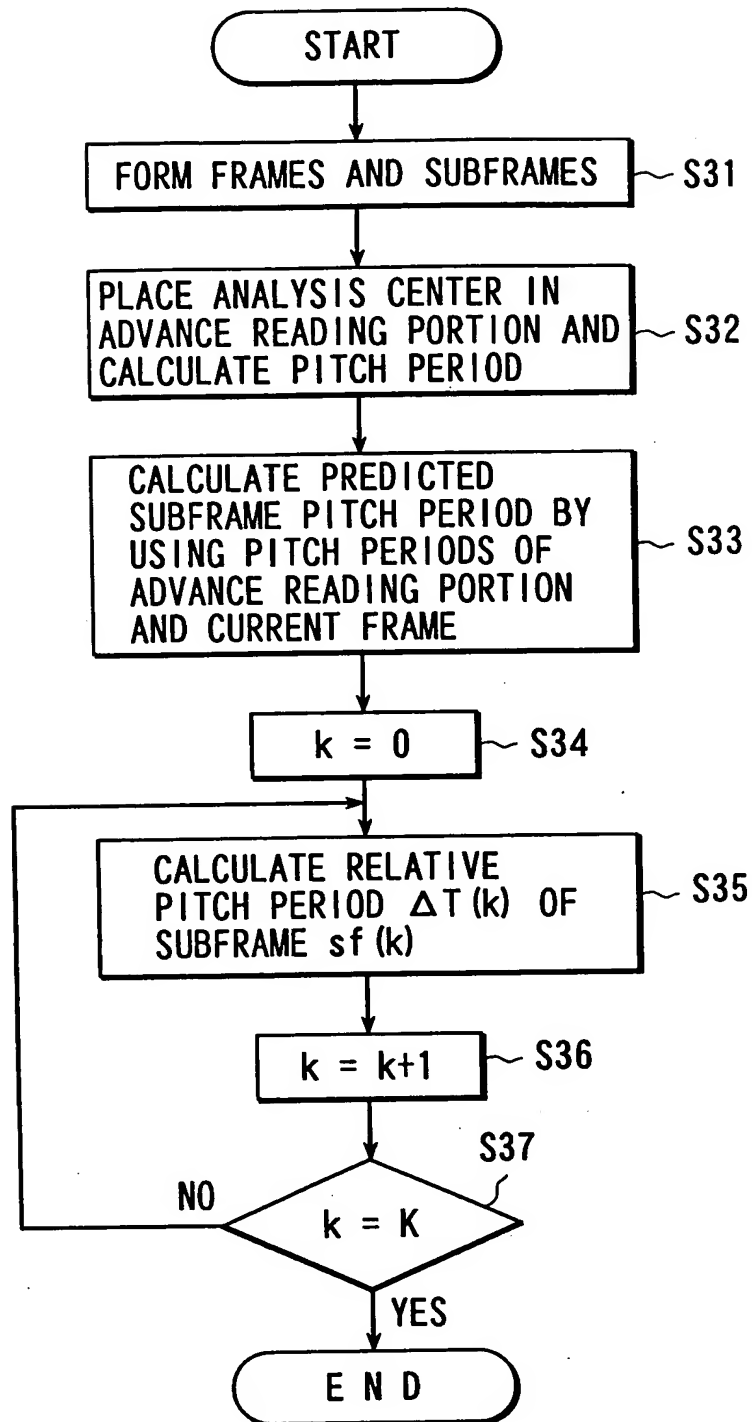 START
FORM FRAMES AND SUBFRAMES
S31
PLACE ANALYSIS CENTER IN
ADVANCE READING PORTION AND
CALCULATE PITCH PERIOD
S32
CALCULATE PREDICTED
SUBFRAME PITCH PERIOD BY
USING PITCH PERIODS OF
ADVANCE READING PORTION
AND CURRENT FRAME
S33
k = 0
S34
CALCULATE RELATIVE
PITCH PERIOD ΔT(k) OF
SUBFRAME sf(k)
S35
k = k+1
S36
S37
NO
k = K
YES
END